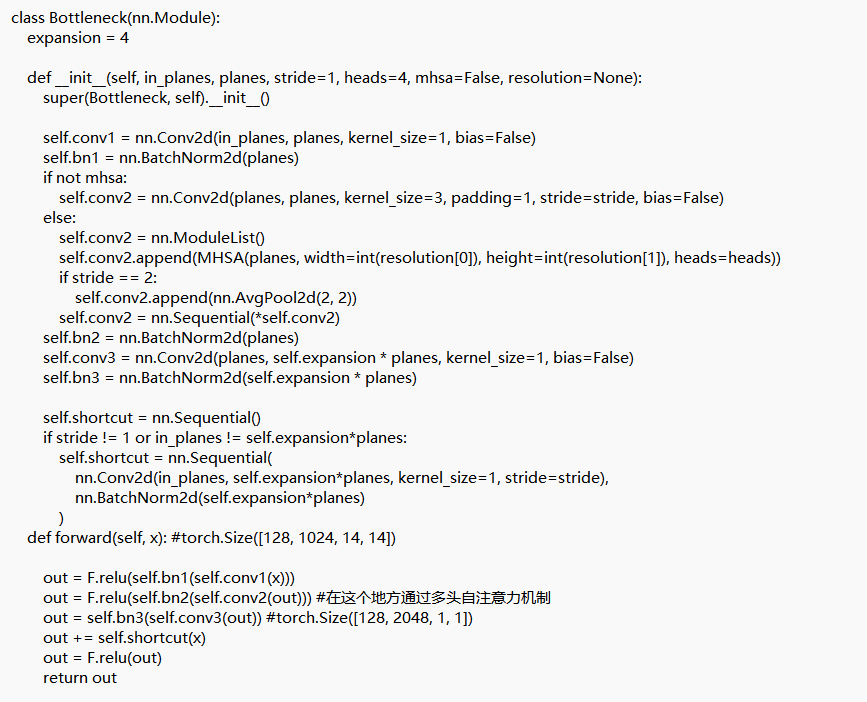 class Bottleneck(nn.Module):
    expansion = 4

    def __init__(self, in_planes, planes, stride=1, heads=4, mhsa=False, resolution=None):
        super(Bottleneck, self).__init__()

        self.conv1 = nn.Conv2d(in_planes, planes, kernel_size=1, bias=False)
        self.bn1 = nn.BatchNorm2d(planes)
        if not mhsa:
            self.conv2 = nn.Conv2d(planes, planes, kernel_size=3, padding=1, stride=stride, bias=False)
        else:
            self.conv2 = nn.ModuleList()
            self.conv2.append(MHSA(planes, width=int(resolution[0]), height=int(resolution[1]), heads=heads))
            if stride == 2:
                self.conv2.append(nn.AvgPool2d(2, 2))
            self.conv2 = nn.Sequential(*self.conv2)
        self.bn2 = nn.BatchNorm2d(planes)
        self.conv3 = nn.Conv2d(planes, self.expansion * planes, kernel_size=1, bias=False)
        self.bn3 = nn.BatchNorm2d(self.expansion * planes)

        self.shortcut = nn.Sequential()
        if stride != 1 or in_planes != self.expansion*planes:
            self.shortcut = nn.Sequential(
                nn.Conv2d(in_planes, self.expansion*planes, kernel_size=1, stride=stride),
                nn.BatchNorm2d(self.expansion*planes)
            )
    def forward(self, x): #torch.Size([128, 1024, 14, 14])

        out = F.relu(self.bn1(self.conv1(x)))
        out = F.relu(self.bn2(self.conv2(out))) #在这个地方通过多头自注意力机制
        out = self.bn3(self.conv3(out)) #torch.Size([128, 2048, 1, 1])
        out += self.shortcut(x)
        out = F.relu(out)
        return out